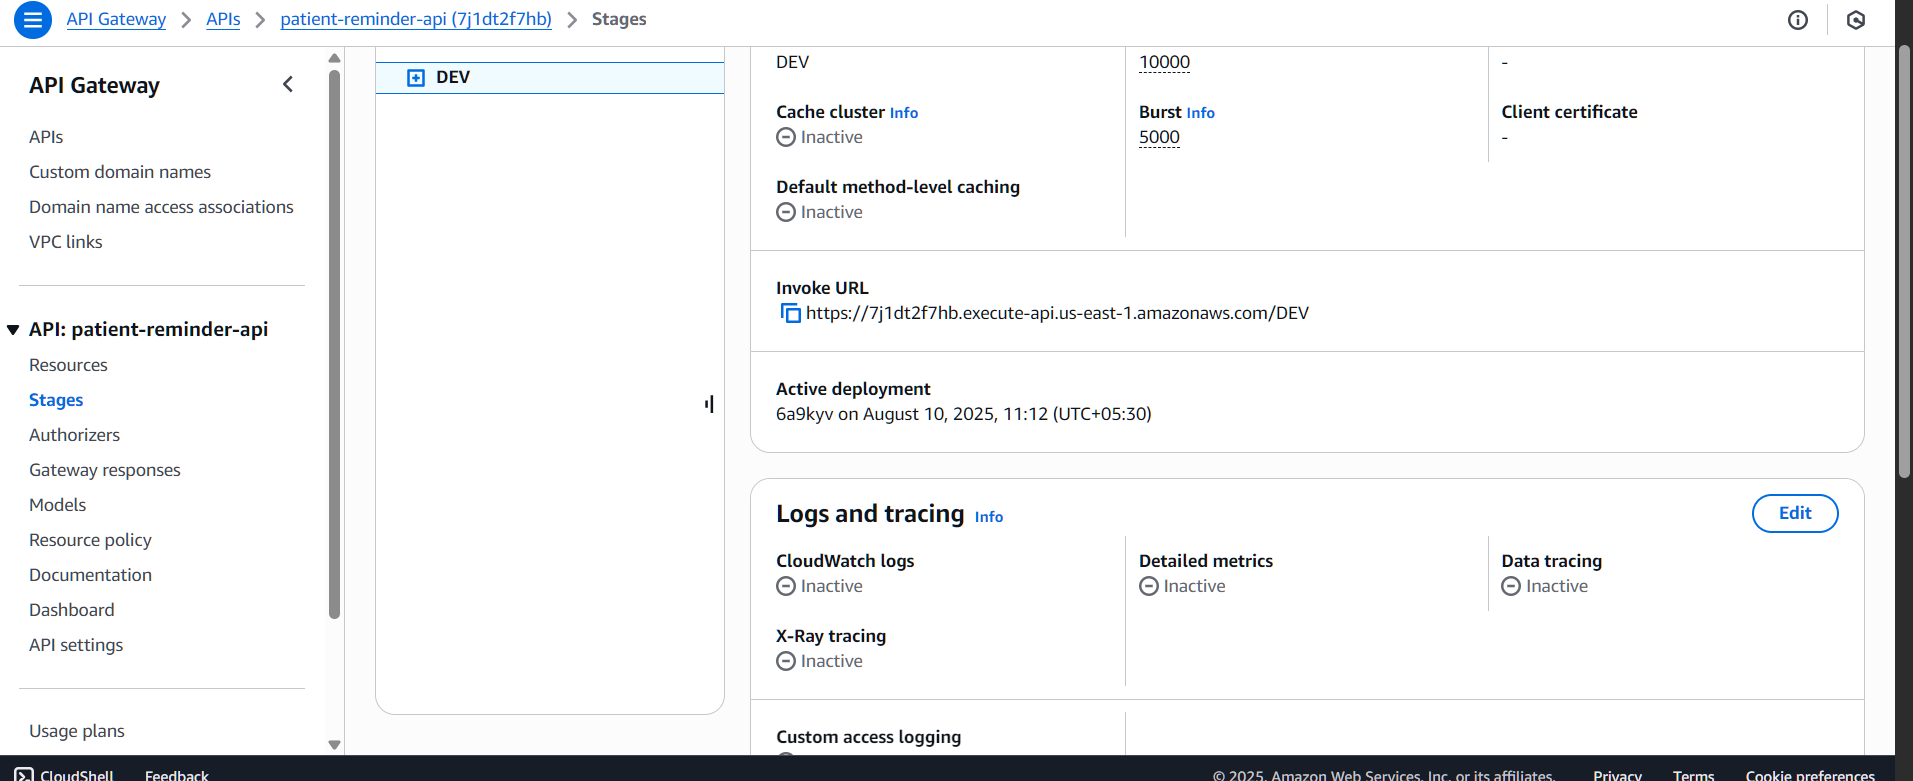 API Gateway > APIs > patient-reminder-api (7j1dt2f7hb) > Stages
API Gateway
APIs
Custom domain names
Domain name access associations
VPC links
API: patient-reminder-api
Resources
Stages
Authorizers
Gateway responses
Models
Resource policy
Documentation
Dashboard
API settings
Usage plans
DEV
DEV
10000
-
Cache cluster Info
Inactive
Burst Info
5000
Client certificate
-
Default method-level caching
Inactive
Invoke URL
https://7j1dt2f7hb.execute-api.us-east-1.amazonaws.com/DEV
Active deployment
6a9kyv on August 10, 2025, 11:12 (UTC+05:30)
Logs and tracing Info
Edit
CloudWatch logs
Inactive
Detailed metrics
Inactive
Data tracing
Inactive
X-Ray tracing
Inactive
Custom access logging
CloudShell Feedback © 2025, Amazon Web Services, Inc. or its affiliates. Privacy Terms Cookie preferences